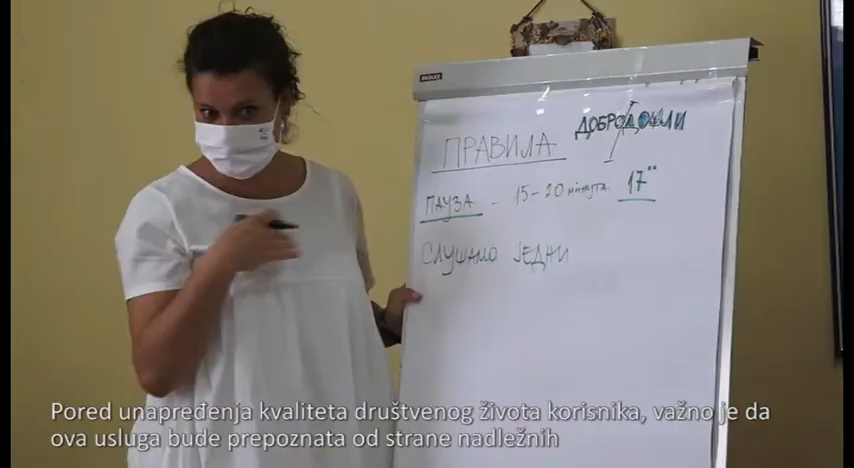 ДОБРОДОШЛИ
ПРАВИЛА
ПАУЗА - 15-20 минута 17"
СЛУШАМО ЈЕДНИ
Pored unapređenja kvaliteta društvenog života korisnika, važno je da
ova usluga bude prepoznata od strane nadležnih